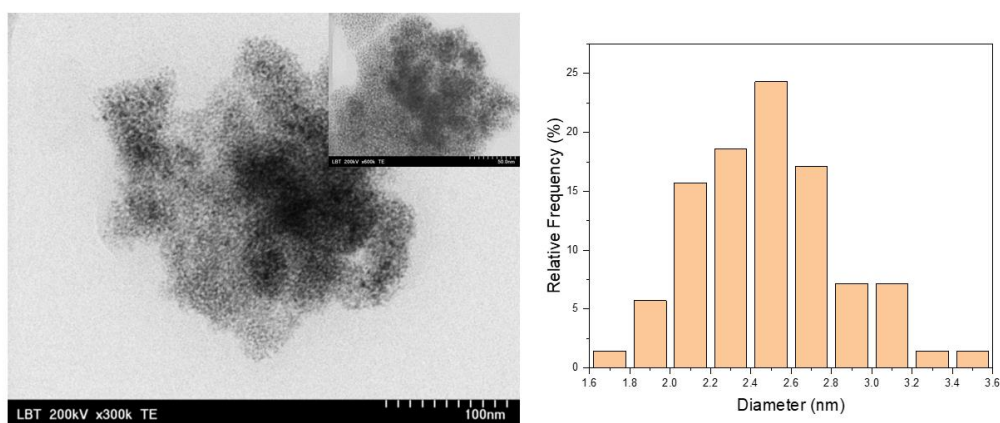 LBT 200kV x600k TE 50.0nm
LBT 200kV x300k TE 100nm
Relative Frequency (%)
25
20
15
10
5
0
1.6 1.8 2.0 2.2 2.4 2.6 2.8 3.0 3.2 3.4 3.6
Diameter (nm)